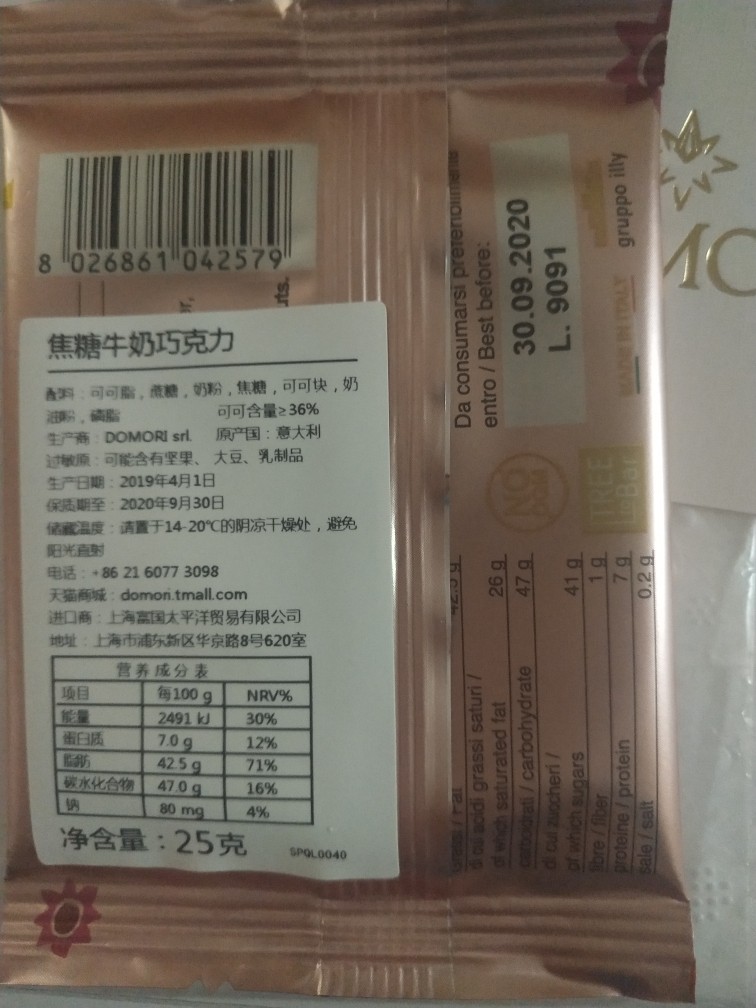 8 026861 042579
uts.
焦糖牛奶巧克力
配料：可可脂，蔗糖，奶粉，焦糖，可可块，奶
油粉，磷脂 可可含量≥36%
生产商：DOMORI srl. 原产国：意大利
过敏原：可能含有坚果、大豆、乳制品
生产日期：2019年4月1日
保质期至：2020年9月30日
储藏温度：请置于14-20℃的阴凉干燥处，避免
阳光直射
电话：+86 21 6077 3098
天猫商城：domori.tmall.com
进口商：上海富国太平洋贸易有限公司
地址：上海市浦东新区华京路8号620室
营养成分表
项目 每100 g NRV%
能量 2491 kJ 30%
蛋白质 7.0 g 12%
脂肪 42.5 g 71%
碳水化合物 47.0 g 16%
钠 80 mg 4%
净含量：25克
SPQL0040
Da consumarsi preferibilmente
entro / Best before:
30.09.2020
L. 9091
MADE IN ITALY
gruppo illy
di cui acidi grassi saturi /
of which saturated fat 26 g
carboidrati / carbohydrate 47 g
di cui zuccheri /
of which sugars 41 g
fibre / fiber 1 g
proteine / protein 7 g
sale / salt 0.2 g